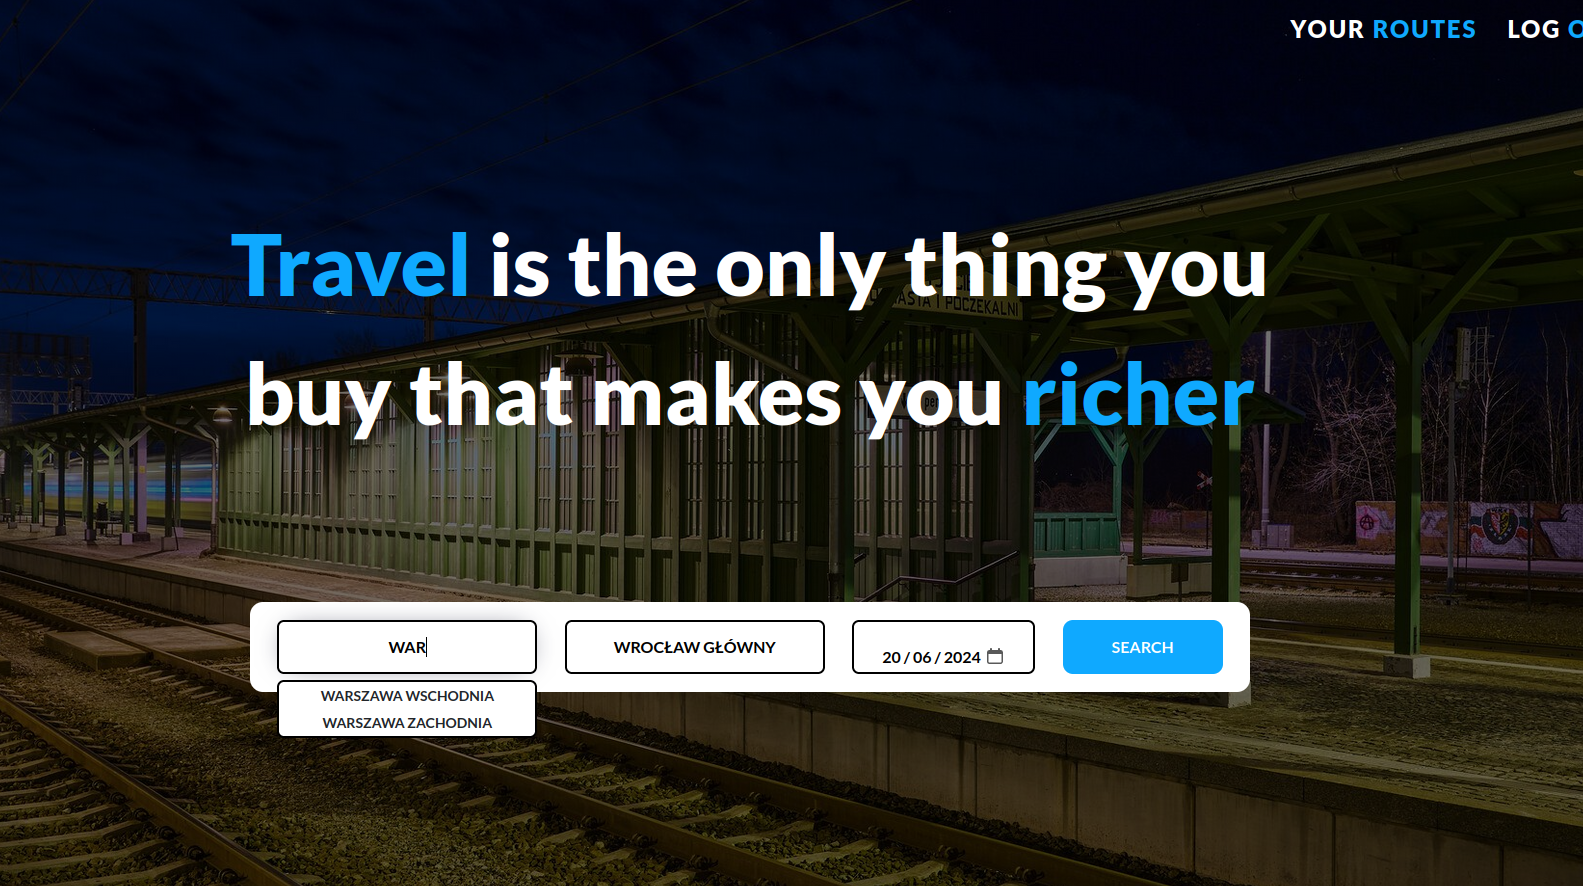 YOUR ROUTES LOG O
Travel is the only thing you
I POCZEKALNI
buy that makes you richer
WAR
WROCŁAW GŁÓWNY
20 / 06 / 2024
SEARCH
WARSZAWA WSCHODNIA
WARSZAWA ZACHODNIA